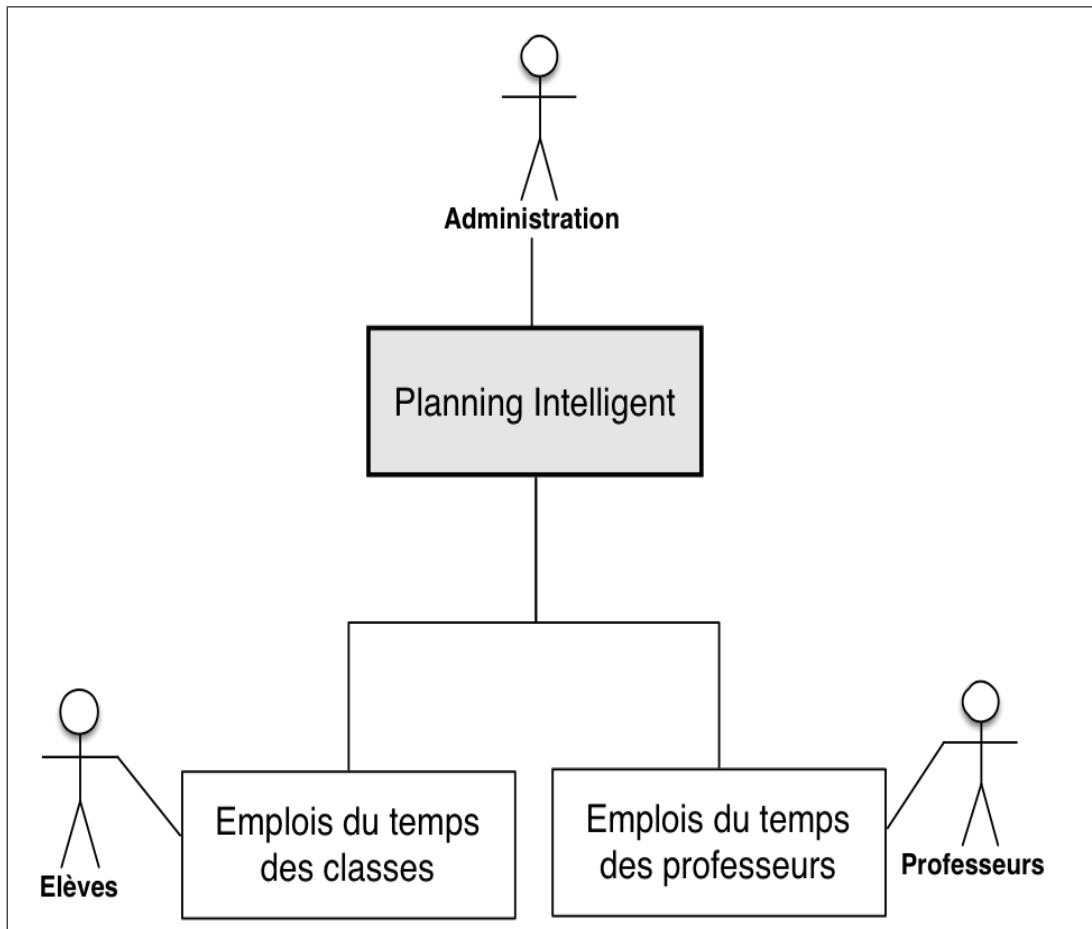 Administration
Planning Intelligent
Emplois du temps
des classes
Emplois du temps
des professeurs
Elèves
Professeurs